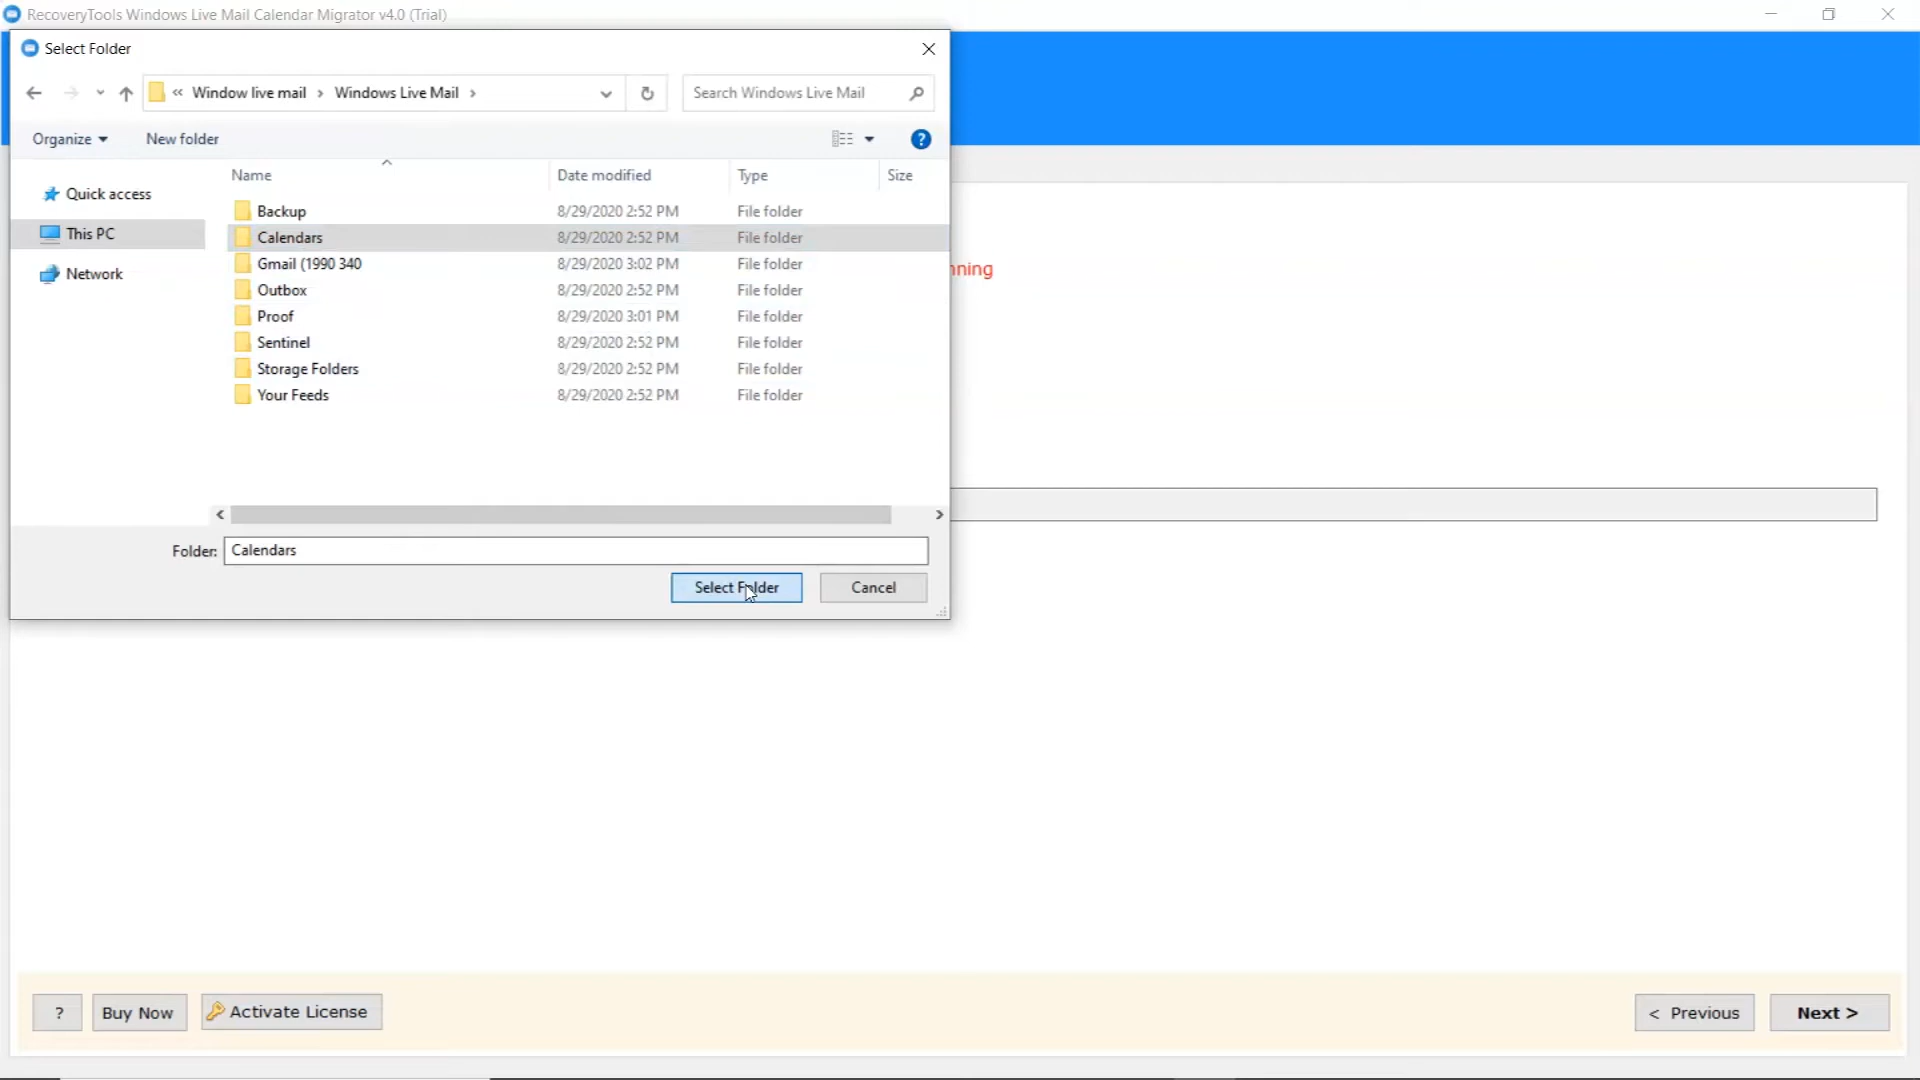 RecoveryTools Windows Live Mail Calendar Migrator v4.0 (Trial)
Select Folder
« Window live mail › Windows Live Mail ›
Search Windows Live Mail
Organize
New folder
?
Name
Date modified
Type
Size
Quick access
This PC
Network
Backup 8/29/2020 2:52 PM File folder
Calendars 8/29/2020 2:52 PM File folder
Gmail (1990 340 8/29/2020 3:02 PM File folder
Outbox 8/29/2020 2:52 PM File folder
Proof 8/29/2020 3:01 PM File folder
Sentinel 8/29/2020 2:52 PM File folder
Storage Folders 8/29/2020 2:52 PM File folder
Your Feeds 8/29/2020 2:52 PM File folder
Folder: Calendars
Select Folder
Cancel
? Buy Now Activate License
< Previous Next >